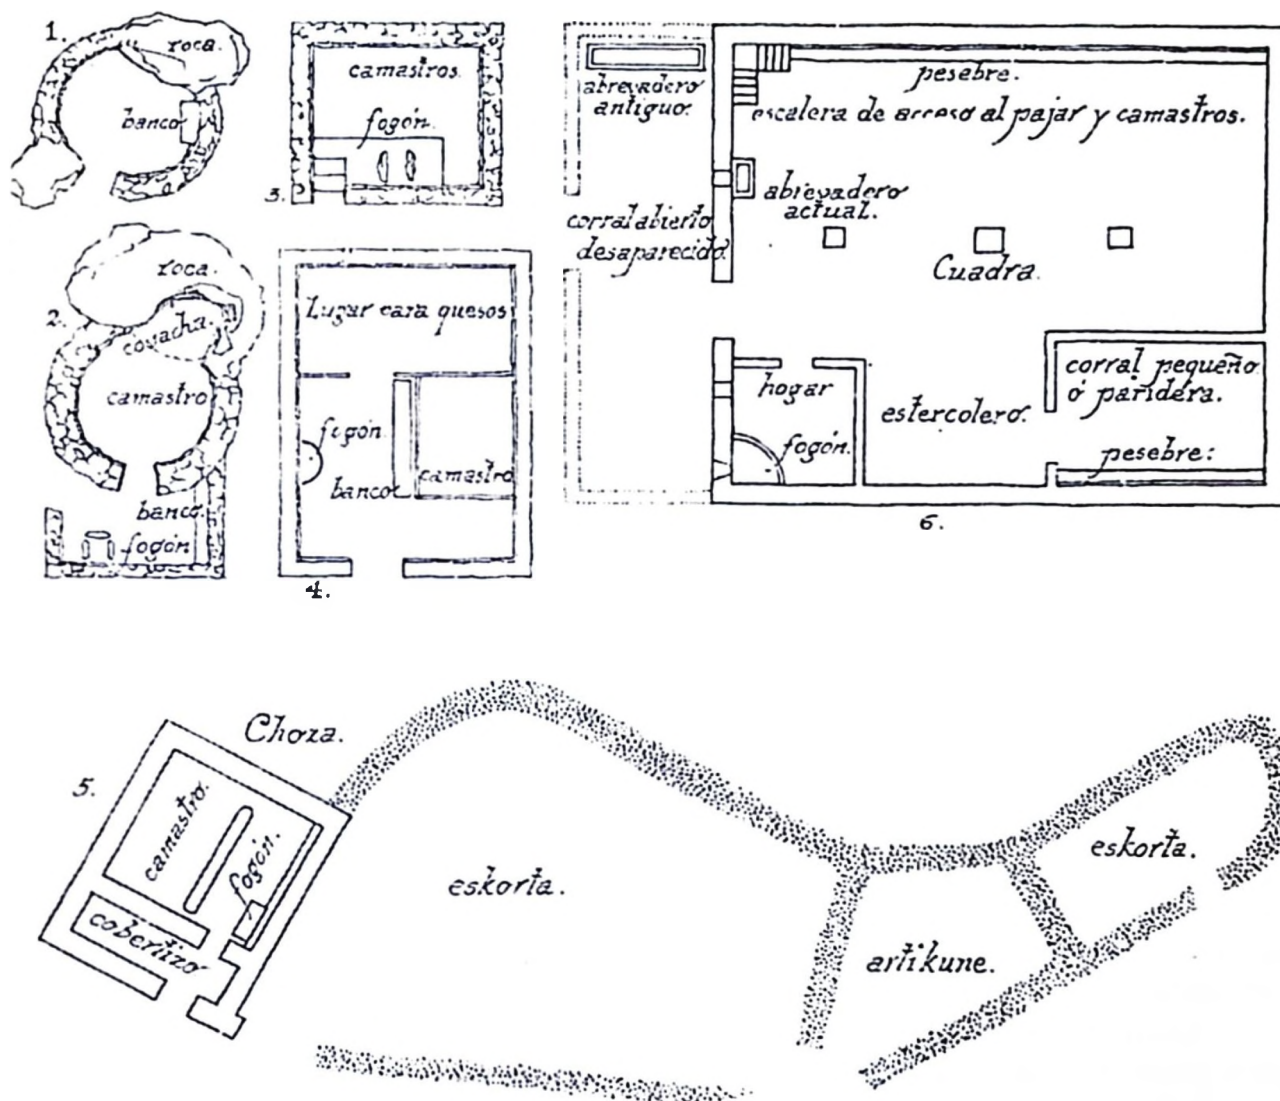 1.
roca.
banco
2.
roca.
covacha.
camastro
banco.
fogón
3.
camastros.
fogón.
4.
Lugar para quesos
fogón.
banco
camastro
6.
abrevadero
antiguo.
corral abierto
desaparecido.
pesebre.
escalera de acceso al pajar y camastros.
abrevadero
actual.
Cuadra.
hogar
fogón.
estercolero.
corral pequeño
ó paridera.
pesebre:
5.
Choza.
camastro.
fogón.
cobertizo
eskorta.
artikune.
eskorta.